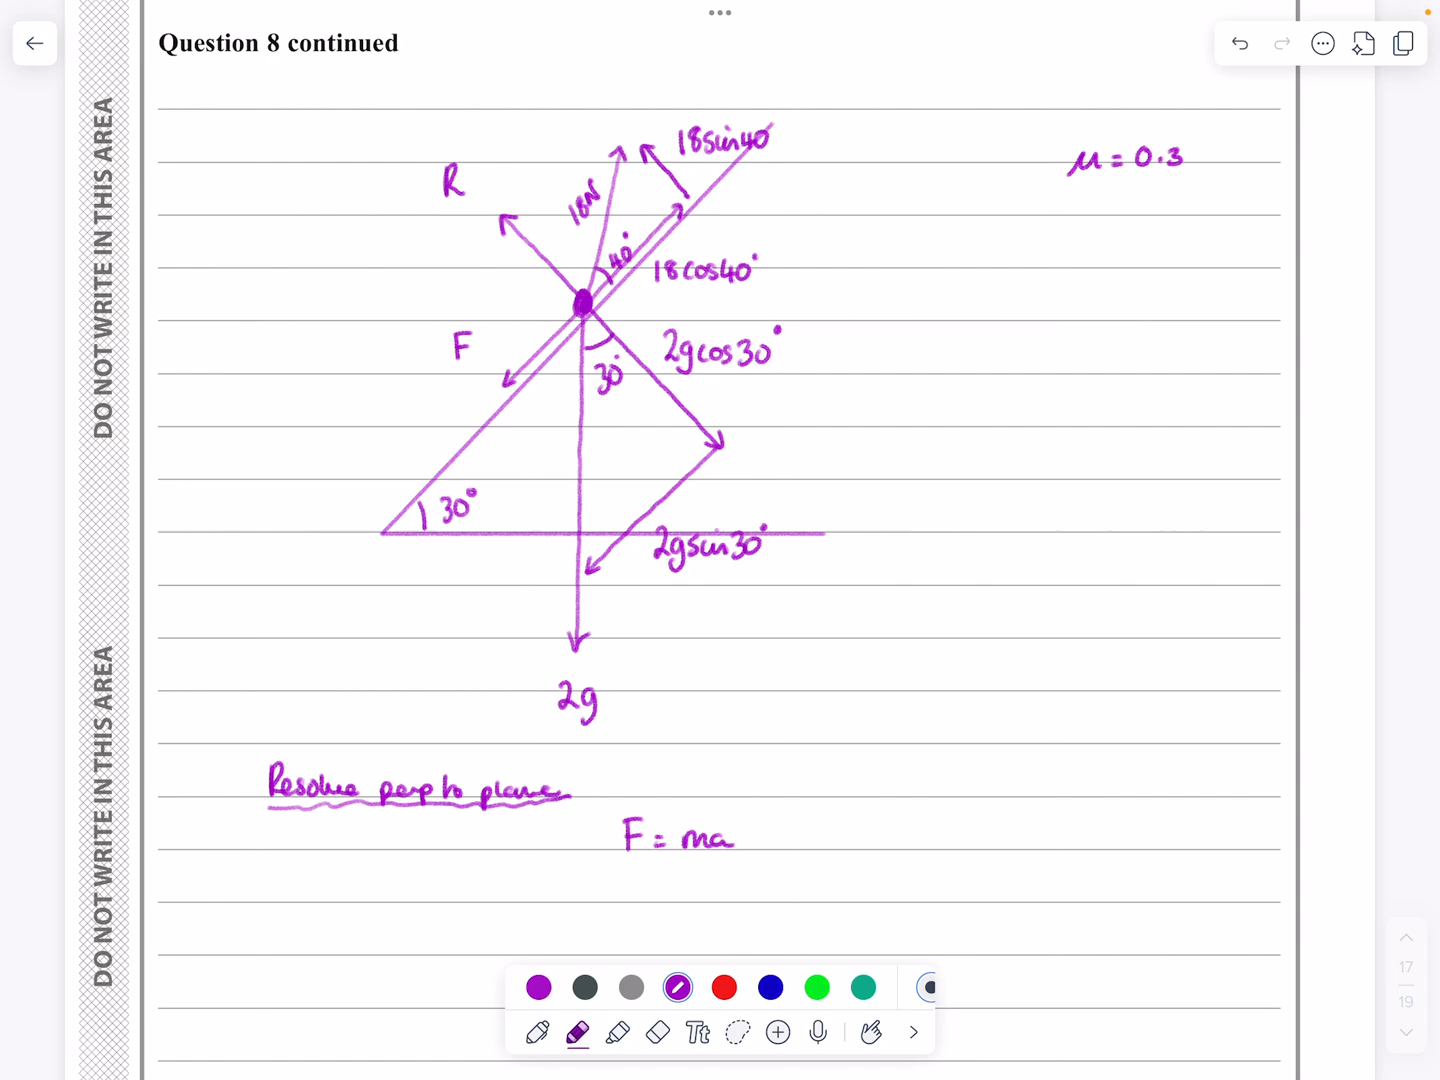 Question 8 continued
DO NOT WRITE IN THIS AREA
DO NOT WRITE IN THIS AREA
18sin40°
μ = 0.3
R
18N
40°
18cos40°
F
2gcos30°
30°
30°
2gsin30°
2g
Resolve perp to plane
F = ma
17
19
Tt